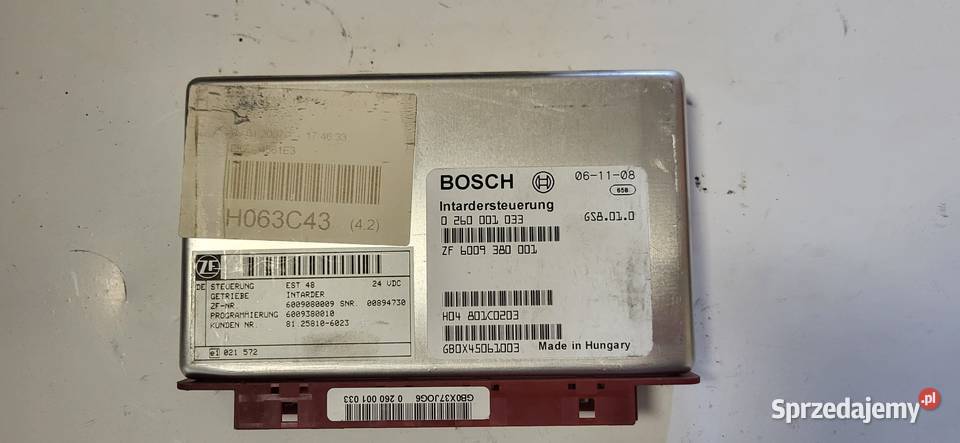 17:46:33
H063C43 (4.2)
BOSCH
06-11-08
658
Intardersteuerung
0 260 001 033 GS8.01.0
ZF 6009 380 001
H04 801C0203
GB0X45061003 Made in Hungary
ZF
DE STEUERUNG EST 48 24 VDC
GETRIEBE INTARDER
ZF-NR. 6009080009 SNR. 00894730
PROGRAMMIERUNG 6009380010
KUNDEN NR. 81.25810-6023
e1 021 572
GB0X37JOG6 0 260 001 033
Sprzedajemy.pl